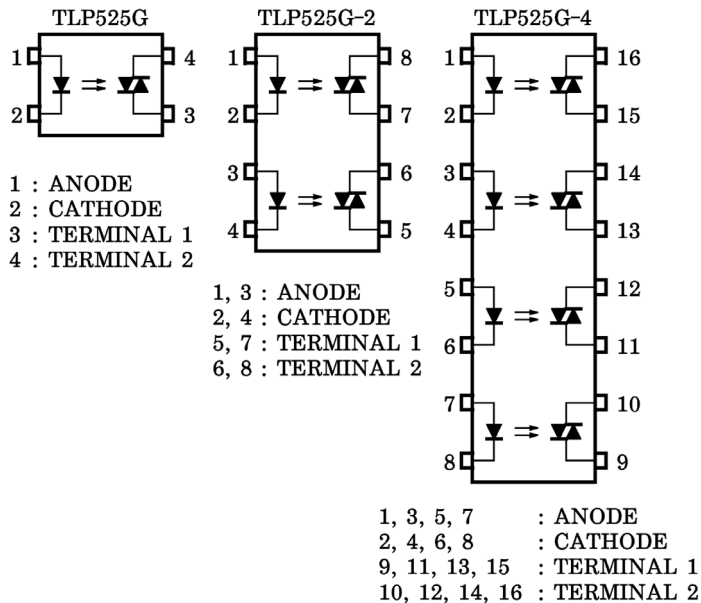 TLP525G
1
4
2
3
1 : ANODE
2 : CATHODE
3 : TERMINAL 1
4 : TERMINAL 2
TLP525G-2
1
8
2
7
3
6
4
5
1, 3 : ANODE
2, 4 : CATHODE
5, 7 : TERMINAL 1
6, 8 : TERMINAL 2
TLP525G-4
1
16
2
15
3
14
4
13
5
12
6
11
7
10
8
9
1, 3, 5, 7 : ANODE
2, 4, 6, 8 : CATHODE
9, 11, 13, 15 : TERMINAL 1
10, 12, 14, 16 : TERMINAL 2